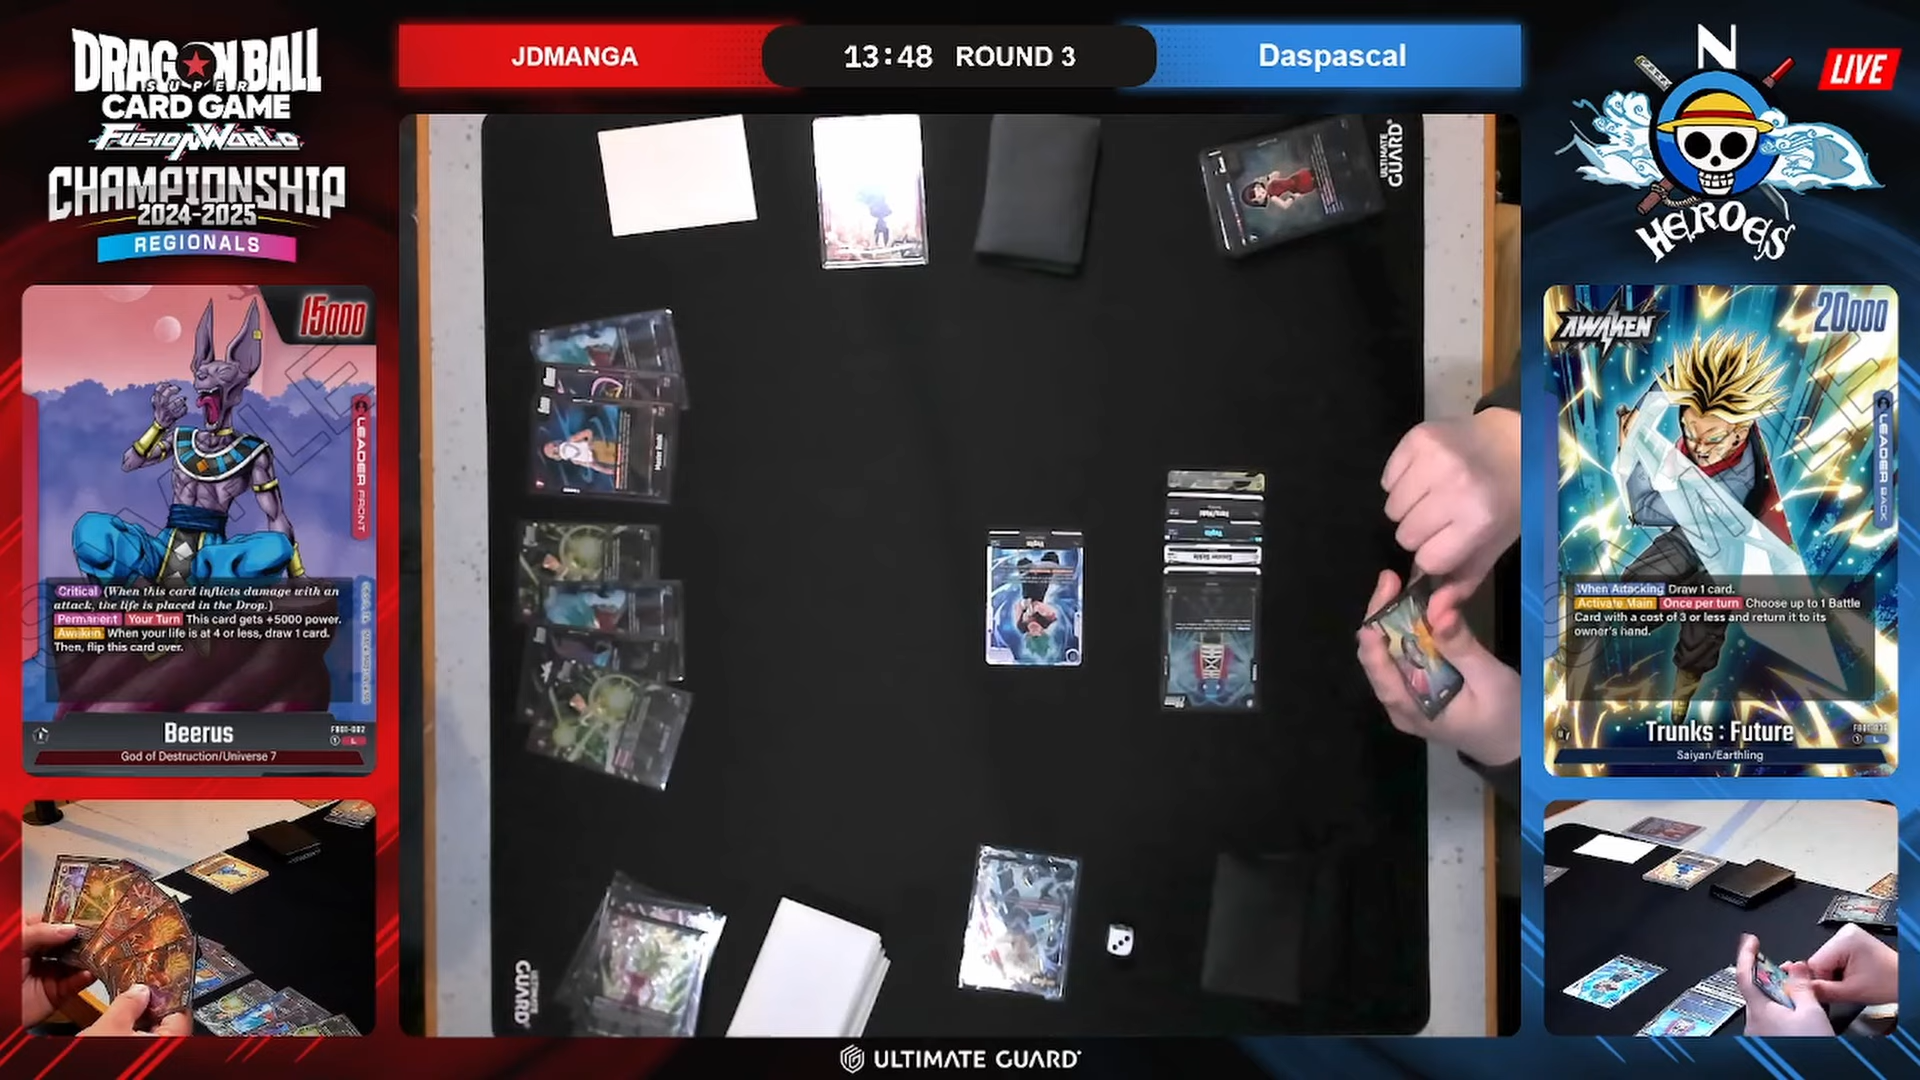 DRAGON BALL
SUPER
CARD GAME
FUSION WORLD
CHAMPIONSHIP
2024-2025
REGIONALS
JDMANGA
13:48 ROUND 3
Daspascal
N
HEROES
LIVE
15000
LEADER FRONT
Critical (When this card inflicts damage with an
attack, the life is placed in the Drop.)
Permanent Your Turn This card gets +5000 power.
Awaken When your life is at 4 or less, draw 1 card.
Then, flip this card over.
Beerus
God of Destruction/Universe 7
ULTIMATE
GUARD
Master Roshi
GUARD
AWAKEN
20000
LEADER BACK
When Attacking Draw 1 card.
Activate Main Once per turn Choose up to 1 Battle
Card with a cost of 3 or less and return it to its
owner's hand.
Trunks : Future
Saiyan/Earthling
ULTIMATE GUARD